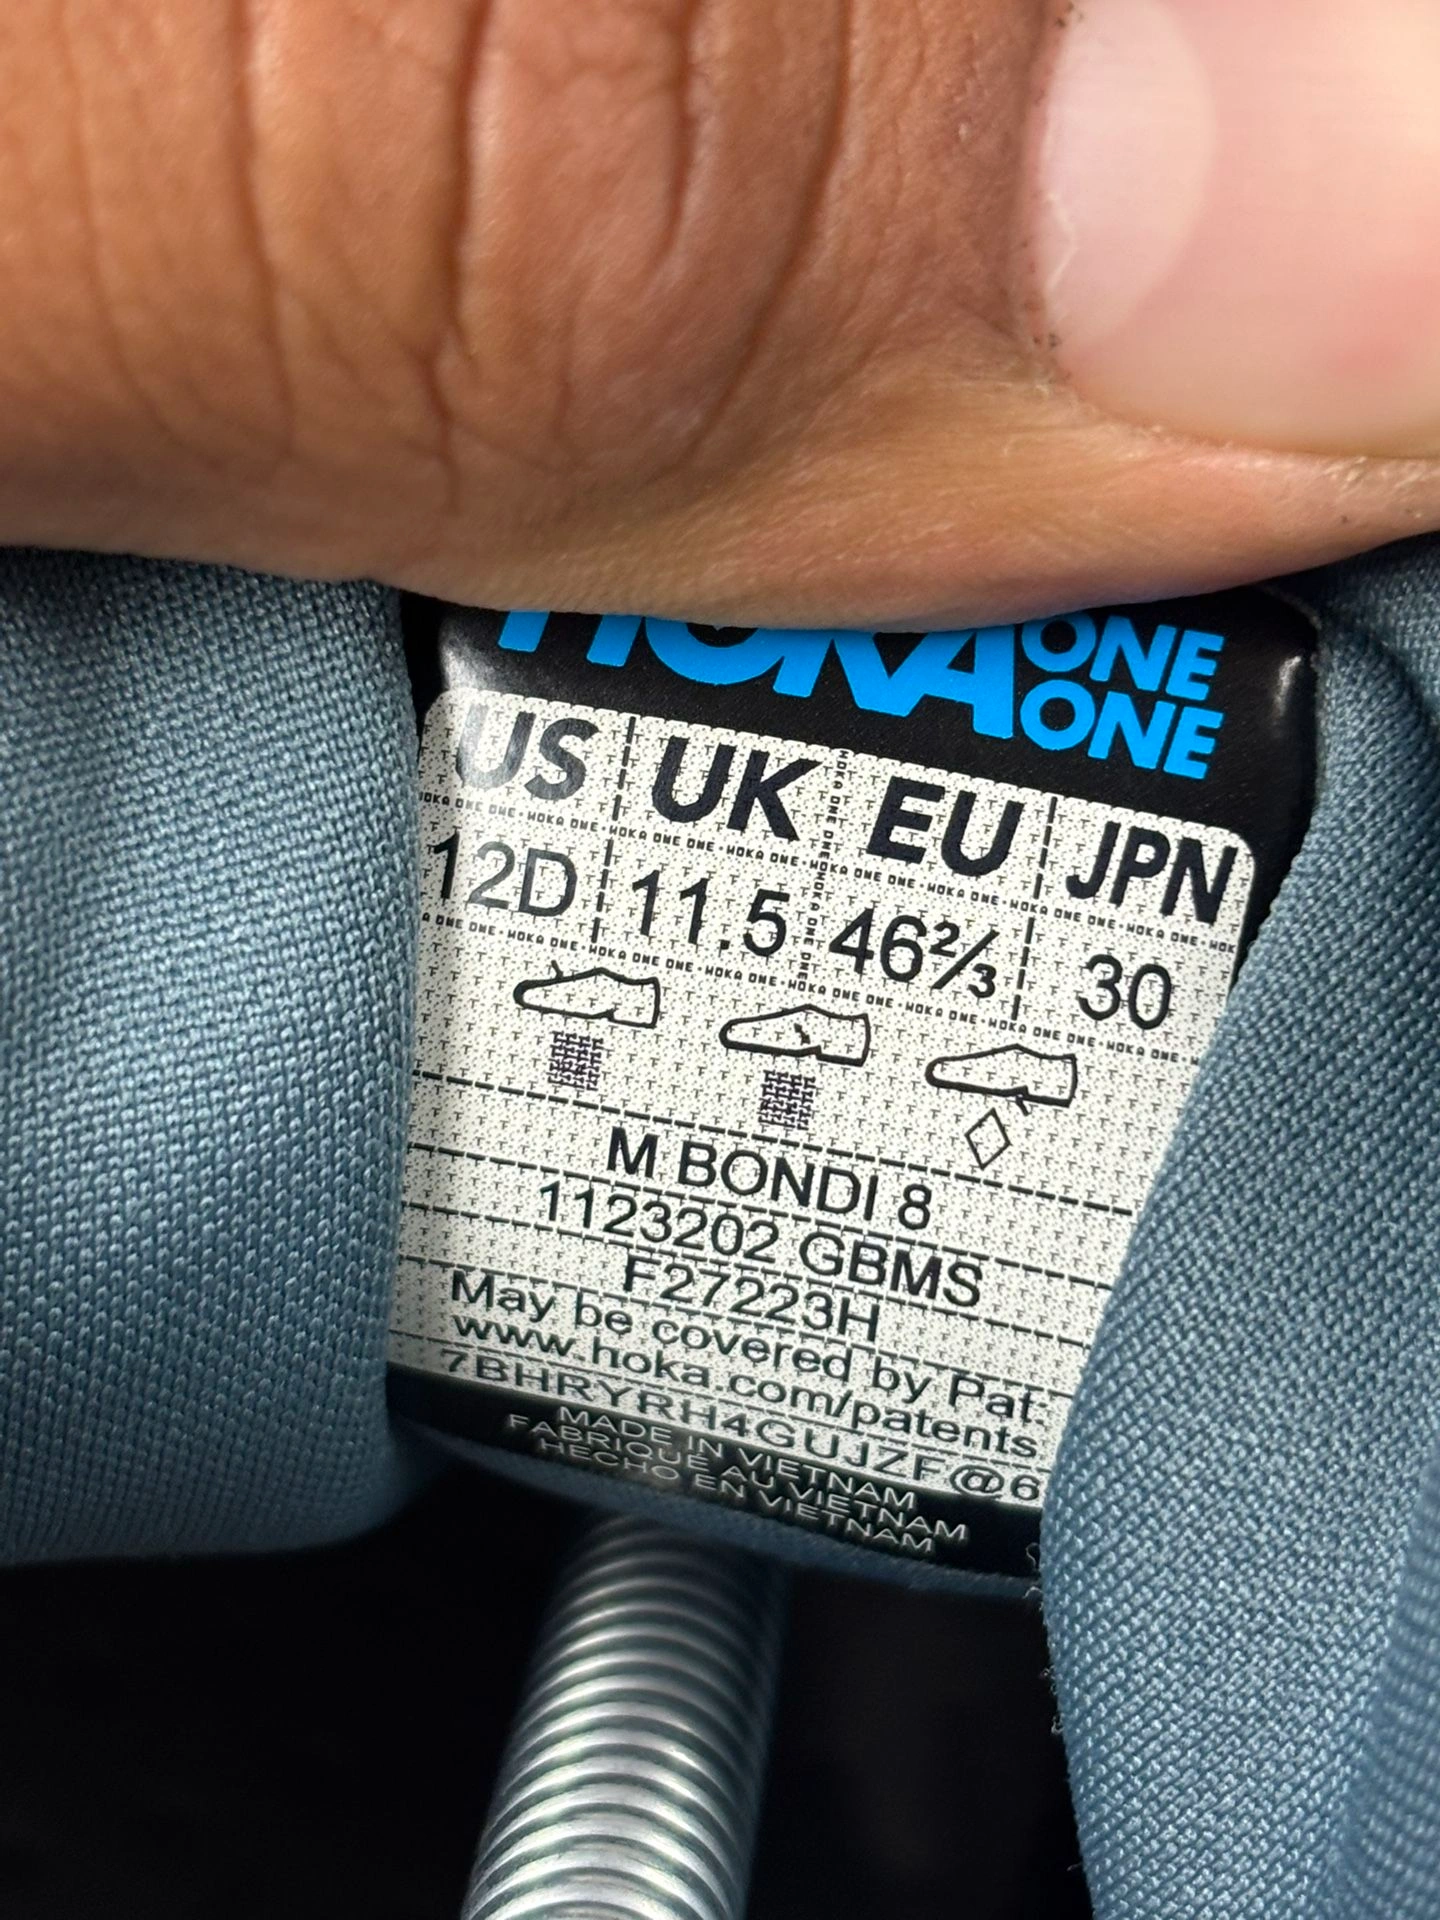 HOKA ONE ONE
US UK EU JPN
12D 11.5 46⅔ 30
M BONDI 8
1123202 GBMS
F27223H
May be covered by Pat:
www.hoka.com/patents
7BHRYRH4GUJZF@6
MADE IN VIETNAM
FABRIQUÉ AU VIETNAM
HECHO EN VIETNAM